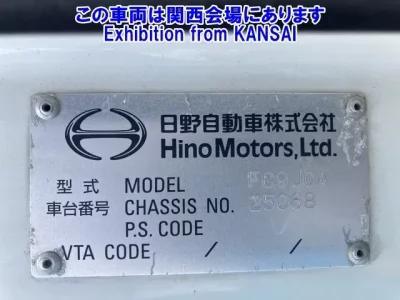 この車両は関西会場にあります
Exhibition from KANSAI
日野自動車株式会社
Hino Motors, Ltd.
型式 MODEL
車台番号 CHASSIS NO.
P.S. CODE
VTA CODE / /